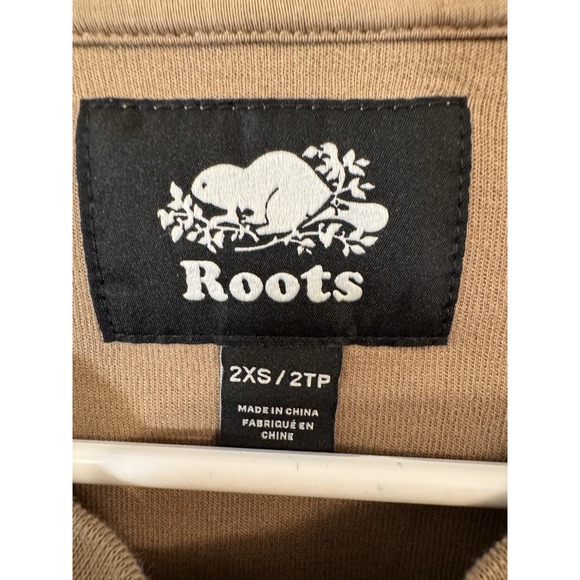 Roots
2XS / 2TP
MADE IN CHINA
FABRIQUÉ EN
CHINE